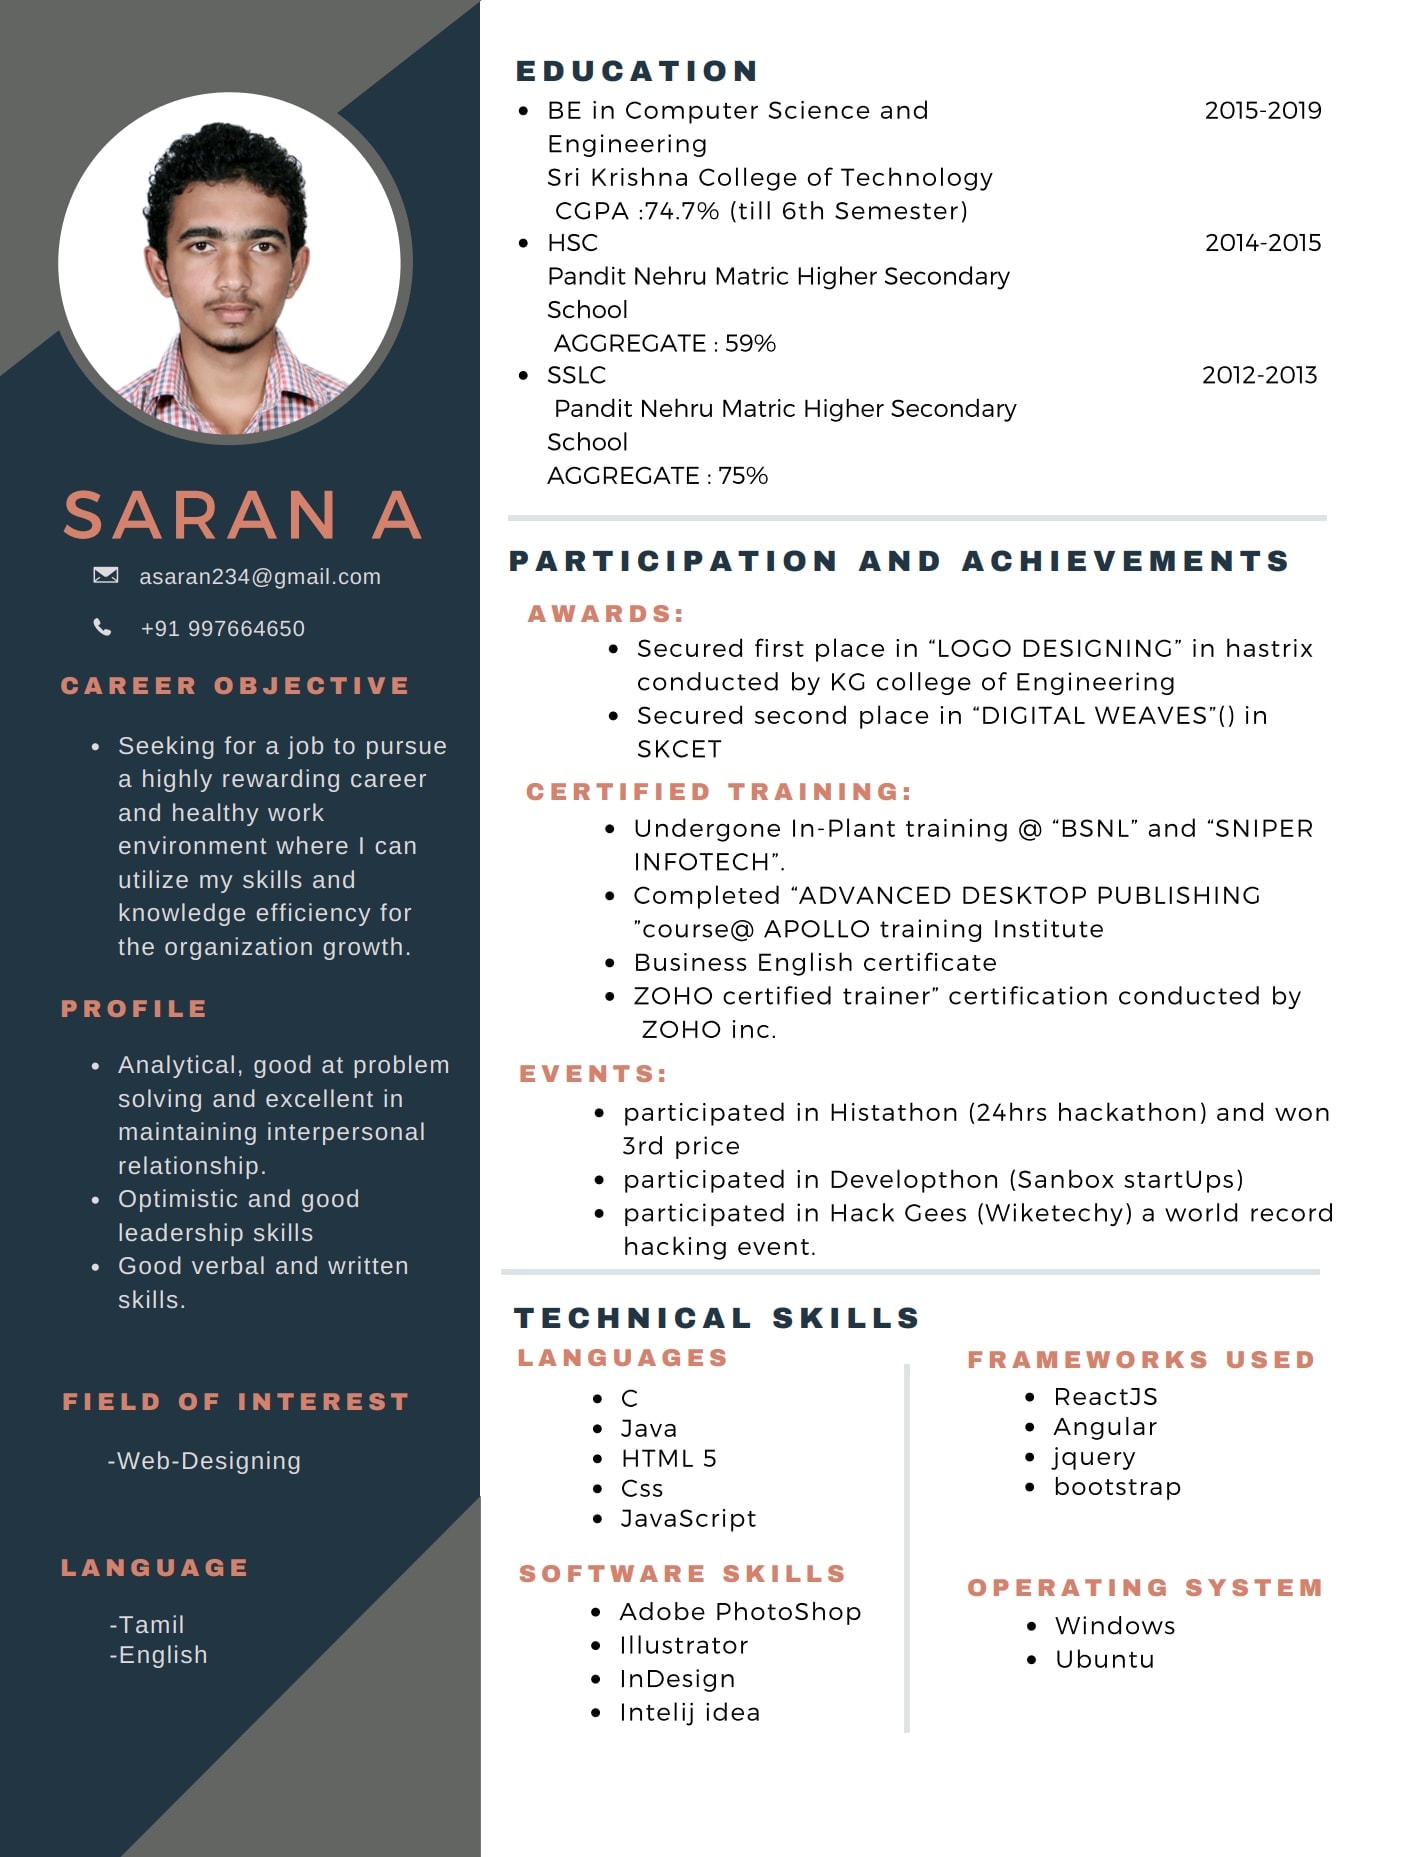 SARAN A
asaran234@gmail.com
+91 997664650
CAREER OBJECTIVE
• Seeking for a job to pursue
a highly rewarding career
and healthy work
environment where I can
utilize my skills and
knowledge efficiency for
the organization growth.
PROFILE
• Analytical, good at problem
solving and excellent in
maintaining interpersonal
relationship.
• Optimistic and good
leadership skills
• Good verbal and written
skills.
FIELD OF INTEREST
-Web-Designing
LANGUAGE
-Tamil
-English
EDUCATION
• BE in Computer Science and 2015-2019
Engineering
Sri Krishna College of Technology
CGPA :74.7% (till 6th Semester)
• HSC 2014-2015
Pandit Nehru Matric Higher Secondary
School
AGGREGATE : 59%
• SSLC 2012-2013
Pandit Nehru Matric Higher Secondary
School
AGGREGATE : 75%
PARTICIPATION AND ACHIEVEMENTS
AWARDS:
• Secured first place in “LOGO DESIGNING” in hastrix
conducted by KG college of Engineering
• Secured second place in “DIGITAL WEAVES”() in
SKCET
CERTIFIED TRAINING:
• Undergone In-Plant training @ “BSNL” and “SNIPER
INFOTECH”.
• Completed “ADVANCED DESKTOP PUBLISHING
”course@ APOLLO training Institute
• Business English certificate
• ZOHO certified trainer” certification conducted by
ZOHO inc.
EVENTS:
• participated in Histathon (24hrs hackathon) and won
3rd price
• participated in Developthon (Sanbox startUps)
• participated in Hack Gees (Wiketechy) a world record
hacking event.
TECHNICAL SKILLS
LANGUAGES
• C
• Java
• HTML 5
• Css
• JavaScript
SOFTWARE SKILLS
• Adobe PhotoShop
• Illustrator
• InDesign
• Intelij idea
FRAMEWORKS USED
• ReactJS
• Angular
• jquery
• bootstrap
OPERATING SYSTEM
• Windows
• Ubuntu